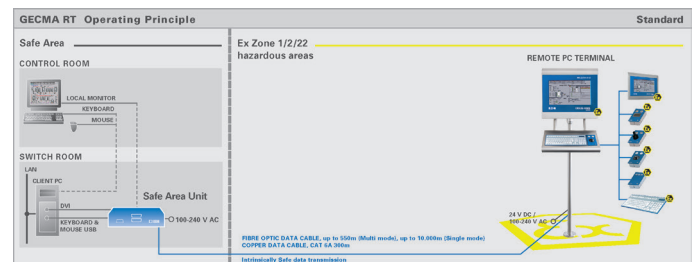 GECMA RT Operating Principle
Standard
Safe Area
Ex Zone 1/2/22
hazardous areas
CONTROL ROOM
REMOTE PC TERMINAL
LOCAL MONITOR
KEYBOARD
MOUSE
SWITCH ROOM
LAN
CLIENT PC
Safe Area Unit
DVI
100-240 V AC
KEYBOARD &
MOUSE USB
24 V DC /
100-240 V AC
FIBRE OPTIC DATA CABLE, up to 550m (Multi mode), up to 10.000m (Single mode)
COPPER DATA CABLE, CAT 6A 300m
Intrinsically Safe data transmission